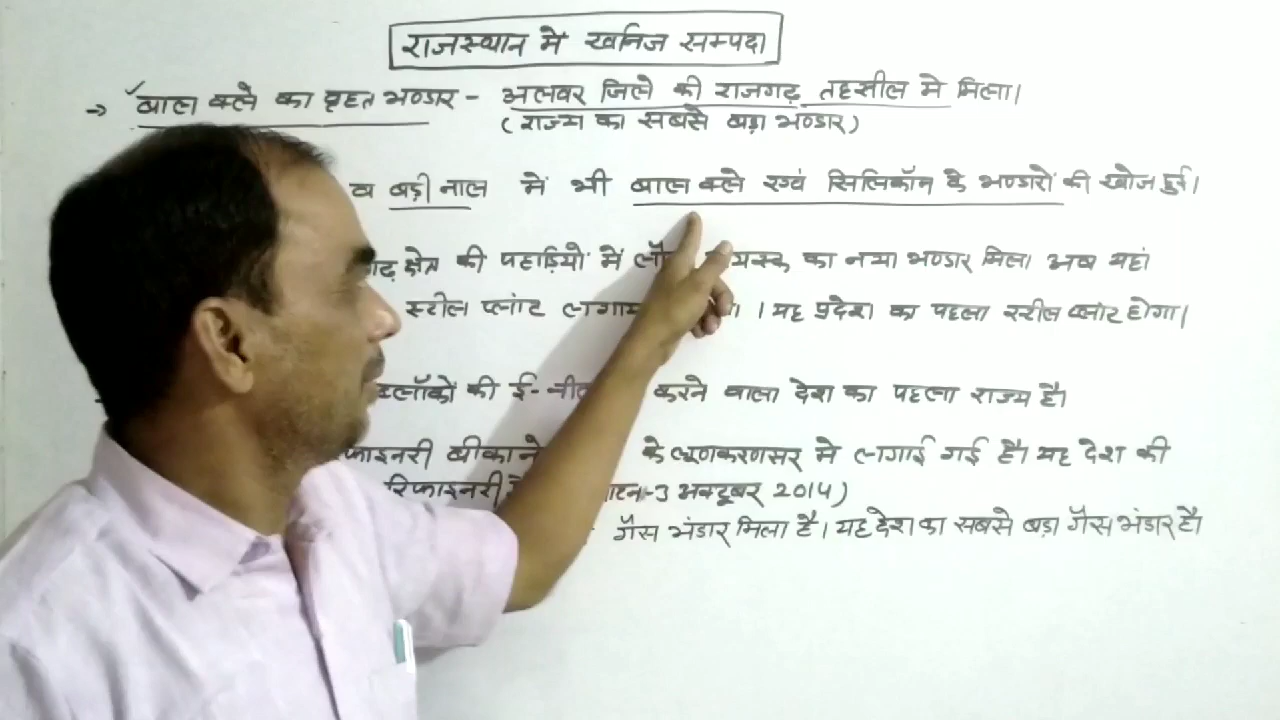 राजस्थान में खनिज सम्पदा
→ बाल क्ले का वृहत भण्डार - अलवर जिले की राजगढ़ तहसील मे मिला।
(राज्य का सबसे बड़ा भण्डार)
व बड़ी नाल में भी बाल क्ले एवं सिलिकॉन के भण्डारों की खोज हुई।
क्षेत्र की पहाड़ियों में का नया भण्डार मिला अब यहां
स्टील प्लांट । यह प्रदेश का पहला स्टील प्लांट होगा।
ब्लॉकों की ई- करने वाला देश का पहला राज्य है।
के लूणकरणसर मे लगाई गई है। यह देश की
रिफाइनरी 3 अक्टूबर 2014)
गैस भंडार मिला है। यह देश का सबसे बड़ा गैस भंडार है।